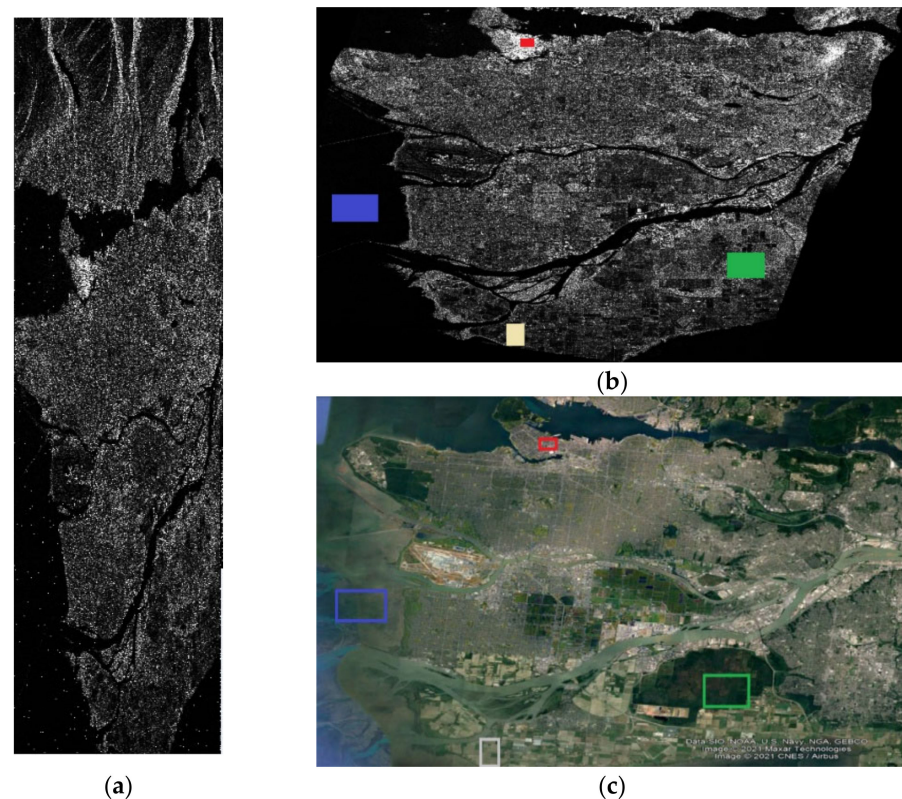 (b)
Data SIO, NOAA, U.S. Navy, NGA, GEBCO
Image © 2021 Maxar Technologies
Image © 2021 CNES / Airbus
(a)
(c)